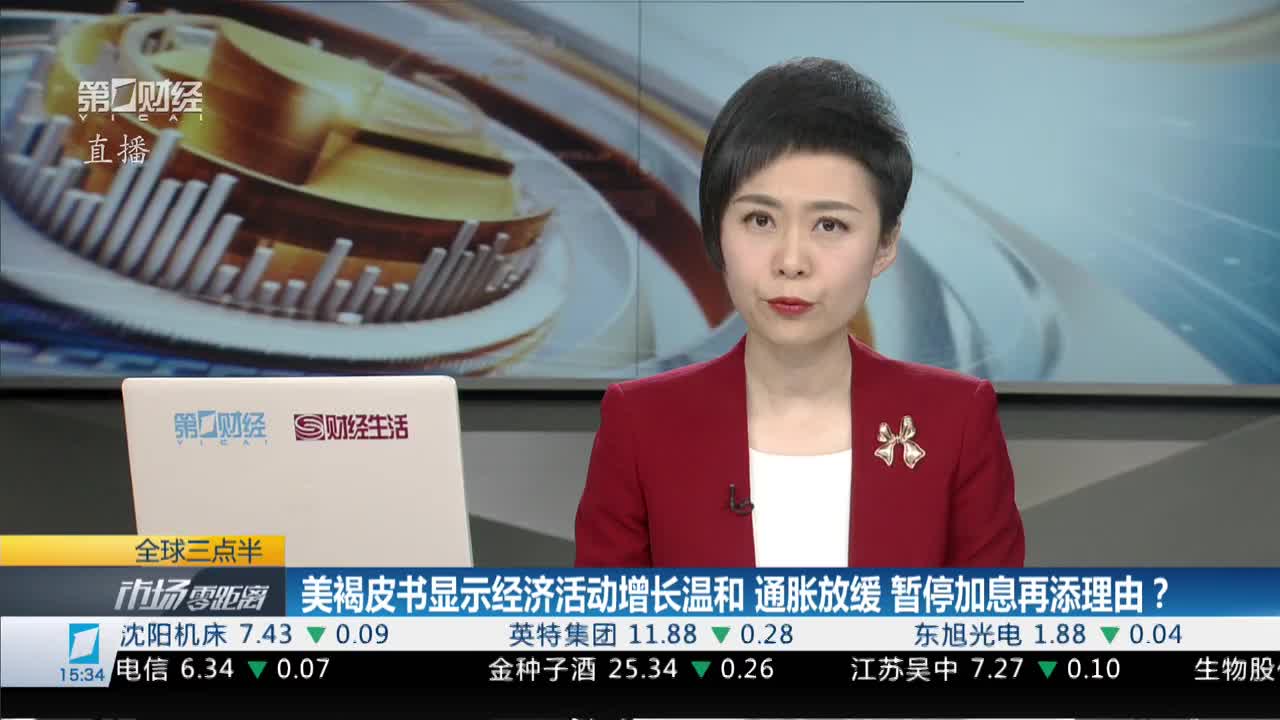 第一财经
YICAI
直播
第一财经
YICAI
财经生活
全球三点半
市场零距离
美褐皮书显示经济活动增长温和 通胀放缓 暂停加息再添理由？
沈阳机床 7.43 ▼ 0.09 英特集团 11.88 ▼ 0.28 东旭光电 1.88 ▼ 0.04
15:34
电信 6.34 ▼ 0.07 金种子酒 25.34 ▼ 0.26 江苏吴中 7.27 ▼ 0.10 生物股